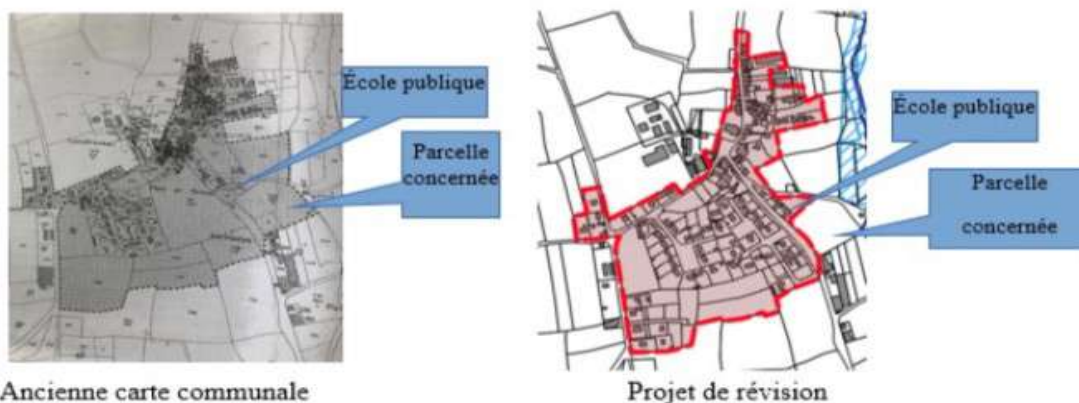 École publique
Parcelle
concernée
Ancienne carte communale
École publique
Parcelle
concernée
Projet de révision